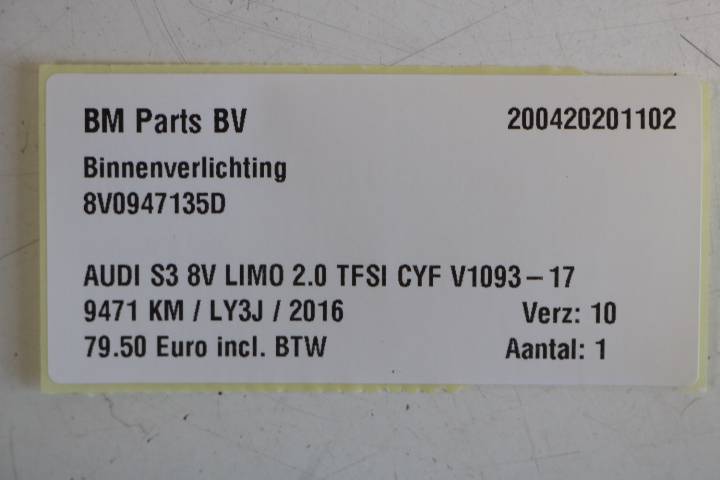 BM Parts BV 200420201102
Binnenverlichting
8V0947135D
AUDI S3 8V LIMO 2.0 TFSI CYF V1093-17
9471 KM / LY3J / 2016 Verz: 10
79.50 Euro incl. BTW Aantal: 1